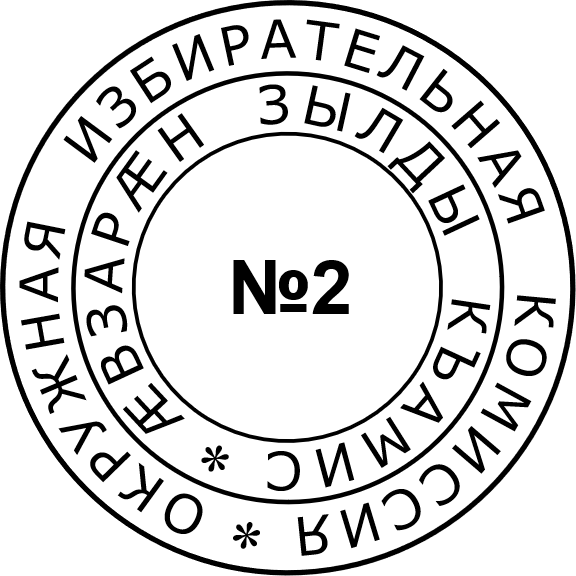 ОКРУЖНАЯ ИЗБИРАТЕЛЬНАЯ КОМИССИЯ *
ÆВЗАРÆН ЗЫЛДЫ КЪАМИС *
№2